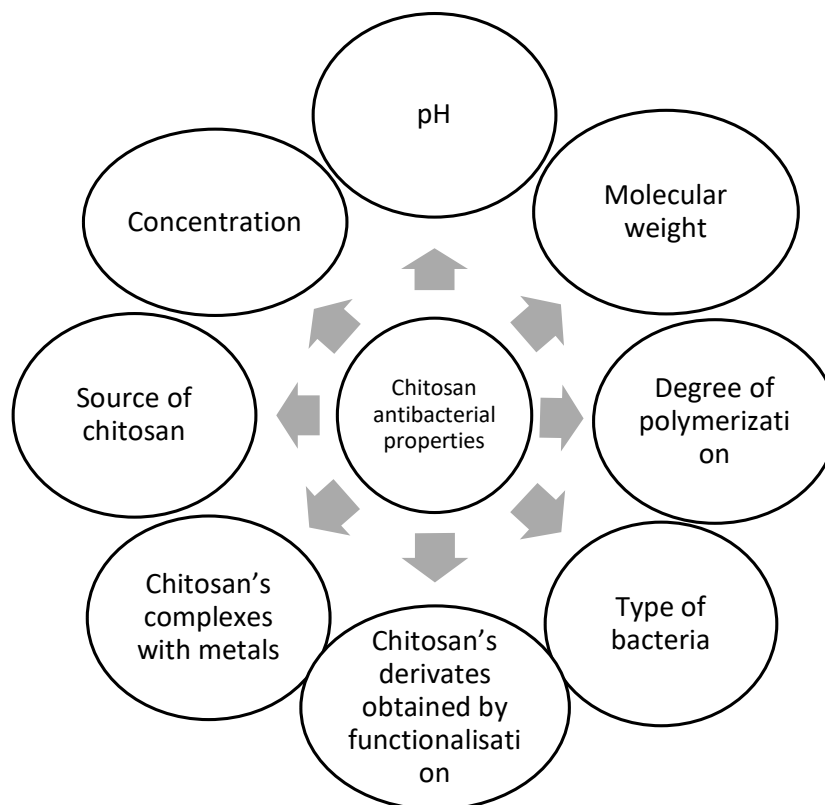 pH
Molecular
weight
Concentration
Source of
chitosan
Chitosan
antibacterial
properties
Degree of
polymerizati
on
Chitosan’s
complexes
with metals
Type of
bacteria
Chitosan’s
derivates
obtained by
functionalisati
on